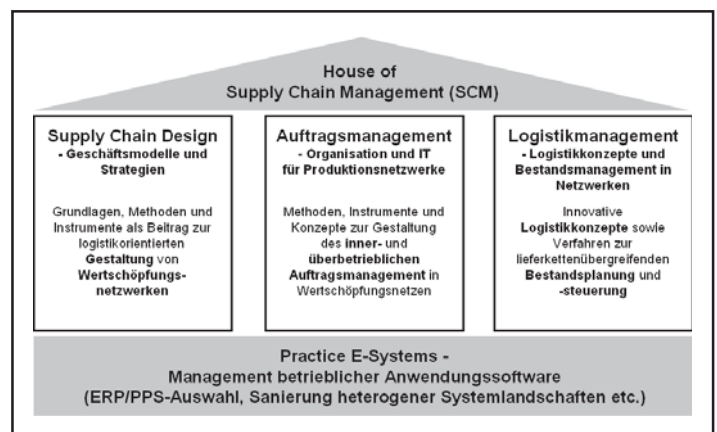 House of
Supply Chain Management (SCM)
Supply Chain Design
- Geschäftsmodelle und
Strategien
Grundlagen, Methoden und
Instrumente als Beitrag zur
logistikorientierten
Gestaltung von
Wertschöpfungs-
netzwerken
Auftragsmanagement
- Organisation und IT
für Produktionsnetzwerke
Methoden, Instrumente und
Konzepte zur Gestaltung
des inner- und
überbetrieblichen
Auftragsmanagement in
Wertschöpfungsnetzen
Logistikmanagement
- Logistikkonzepte und
Bestandsmanagement in
Netzwerken
Innovative
Logistikkonzepte sowie
Verfahren zur
lieferkettenübergreifenden
Bestandsplanung und
-steuerung
Practice E-Systems -
Management betrieblicher Anwendungssoftware
(ERP/PPS-Auswahl, Sanierung heterogener Systemlandschaften etc.)